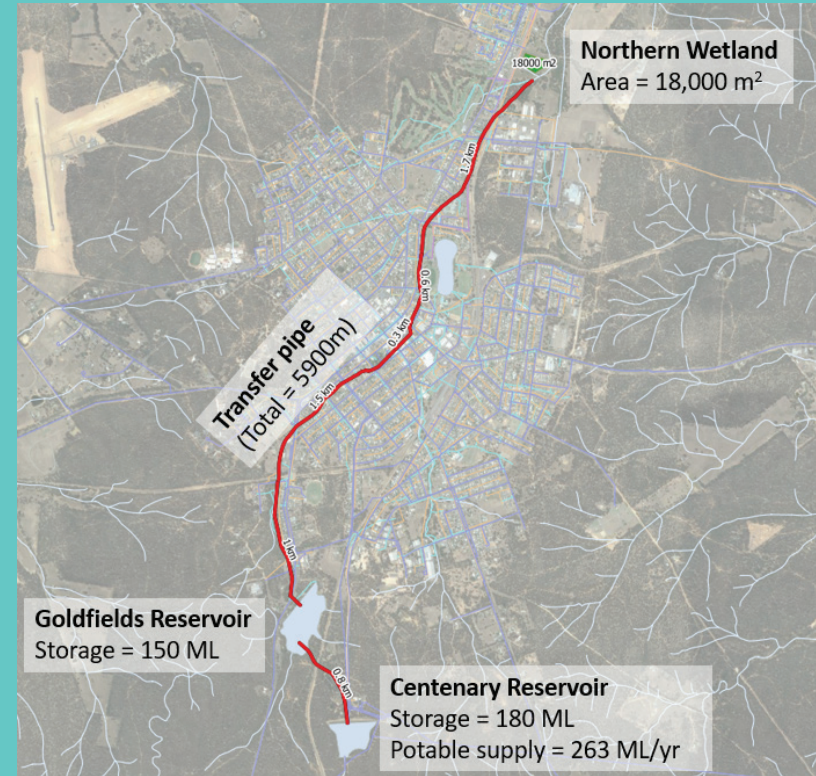 Northern Wetland
Area = 18,000 m²
18000 m2
1.7 km
0.6 km
0.3 km
Transfer pipe
(Total = 5900m)
1.5 km
1 km
Goldfields Reservoir
Storage = 150 ML
0.8 km
Centenary Reservoir
Storage = 180 ML
Potable supply = 263 ML/yr